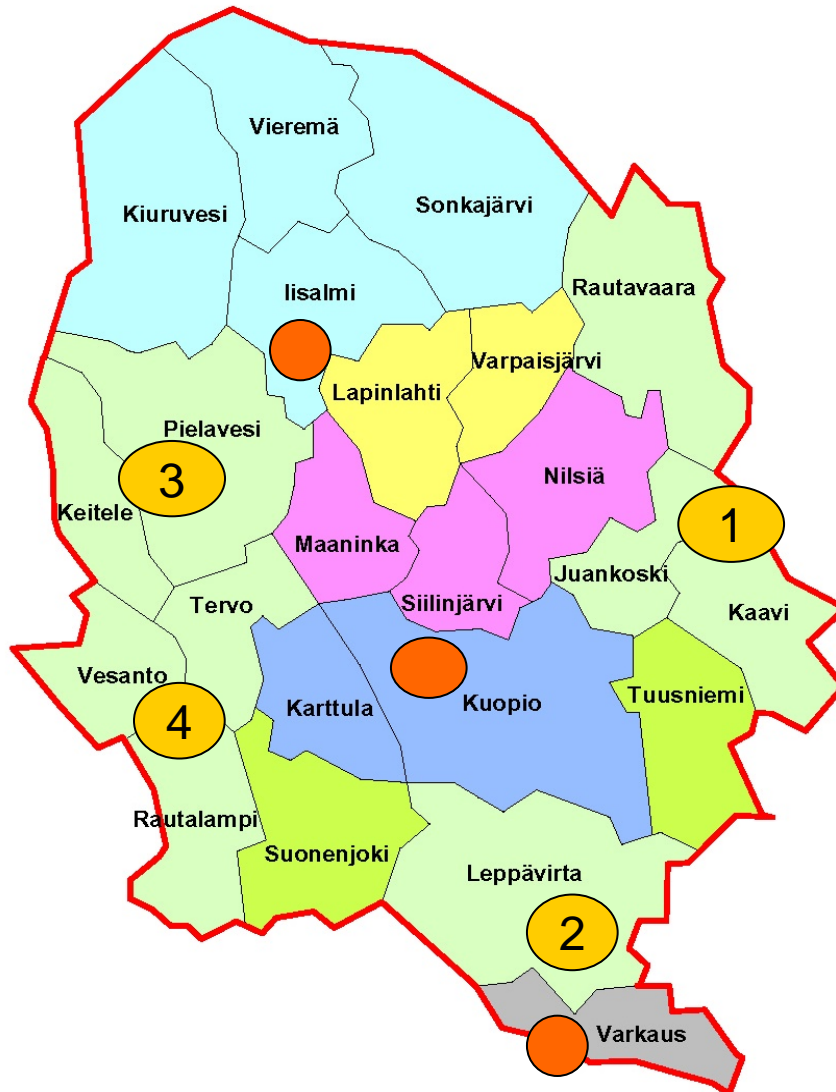 Vieremä
Kiuruvesi
Sonkajärvi
Rautavaara
Iisalmi
Varpaisjärvi
Lapinlahti
Pielavesi
3
Nilsiä
Keitele
1
Maaninka
Juankoski
Siilinjärvi
Tervo
Kaavi
Vesanto
Tuusniemi
Karttula
Kuopio
4
Rautalampi
Suonenjoki
Leppävirta
2
Varkaus